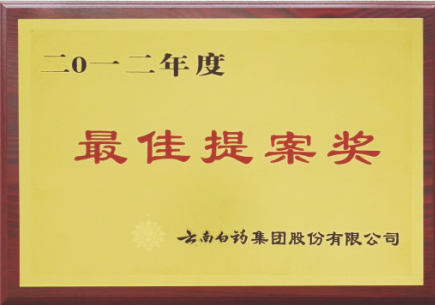 二0一二年度
最佳提案奖
云南白药集团股份有限公司